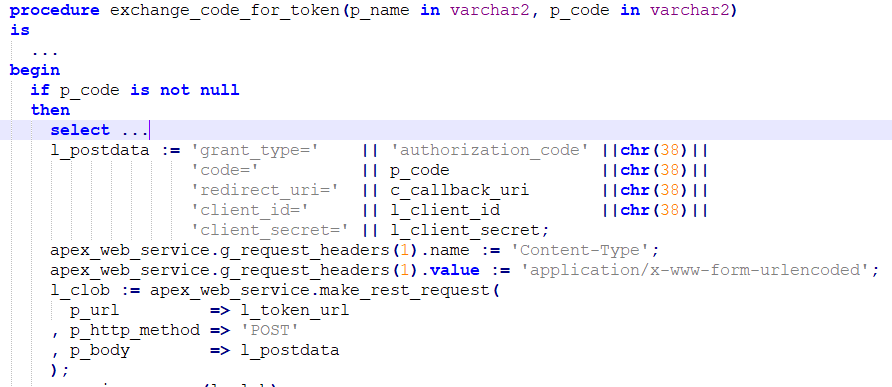 procedure exchange_code_for_token(p_name in varchar2, p_code in varchar2)
is
  ...
begin
  if p_code is not null
  then
    select ...
    l_postdata := 'grant_type='    || 'authorization_code' ||chr(38)||
                  'code='          || p_code               ||chr(38)||
                  'redirect_uri='  || c_callback_uri       ||chr(38)||
                  'client_id='     || l_client_id          ||chr(38)||
                  'client_secret=' || l_client_secret;
    apex_web_service.g_request_headers(1).name := 'Content-Type';
    apex_web_service.g_request_headers(1).value := 'application/x-www-form-urlencoded';
    l_clob := apex_web_service.make_rest_request(
      p_url         => l_token_url
    , p_http_method => 'POST'
    , p_body        => l_postdata
    );